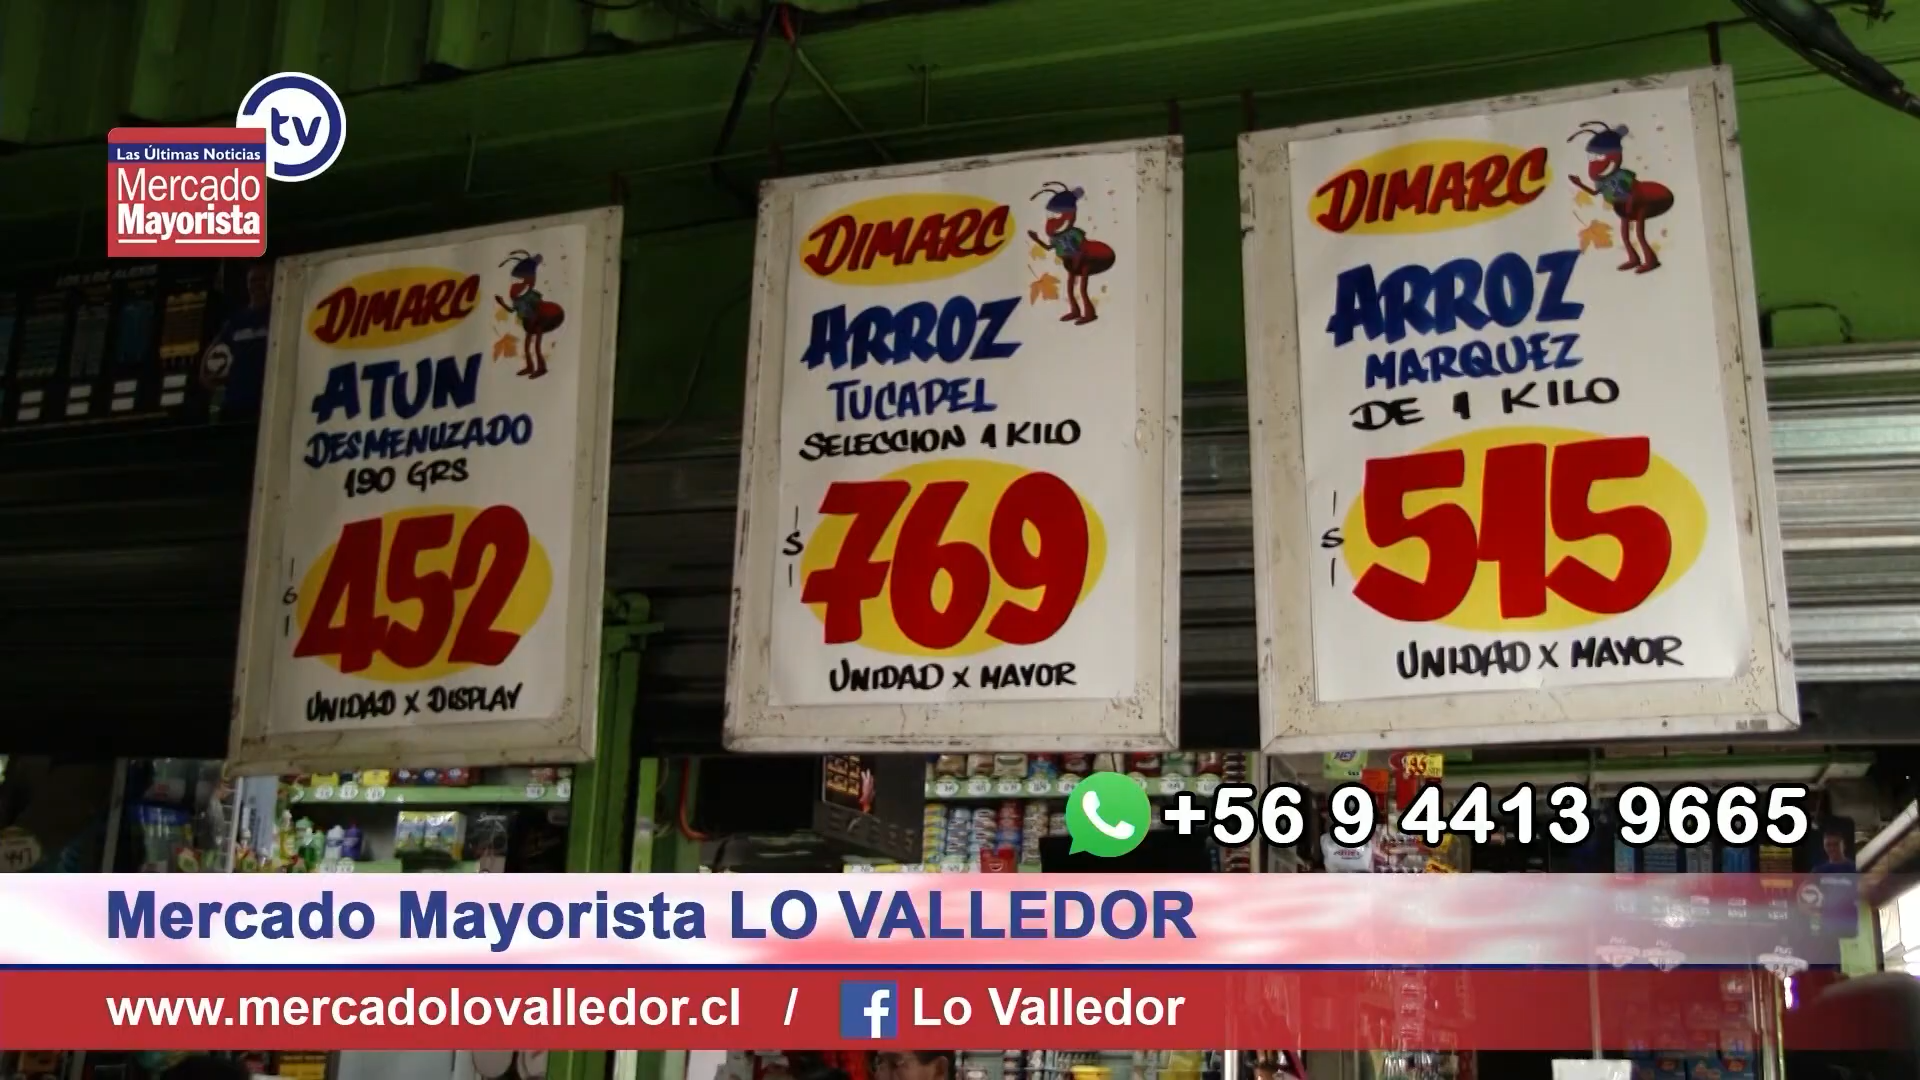 tv
Las Últimas Noticias
Mercado
Mayorista
DIMARC
ATUN
DESMENUZADO
190 GRS
452
UNIDAD X DISPLAY
DIMARC
ARROZ
TUCAPEL
SELECCION 1 KILO
769
UNIDAD X MAYOR
DIMARC
ARROZ
MARQUEZ
DE 1 KILO
515
UNIDAD X MAYOR
+56 9 4413 9665
Mercado Mayorista LO VALLEDOR
www.mercadolovalledor.cl / f Lo Valledor